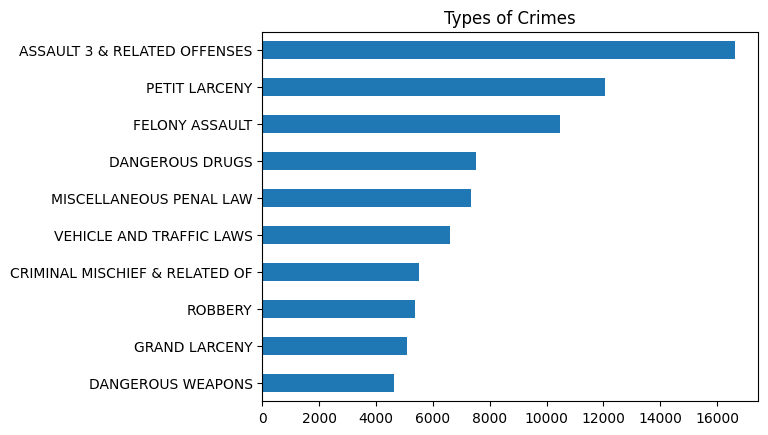 Types of Crimes
ASSAULT 3 & RELATED OFFENSES
PETIT LARCENY
FELONY ASSAULT
DANGEROUS DRUGS
MISCELLANEOUS PENAL LAW
VEHICLE AND TRAFFIC LAWS
CRIMINAL MISCHIEF & RELATED OF
ROBBERY
GRAND LARCENY
DANGEROUS WEAPONS
0 2000 4000 6000 8000 10000 12000 14000 16000